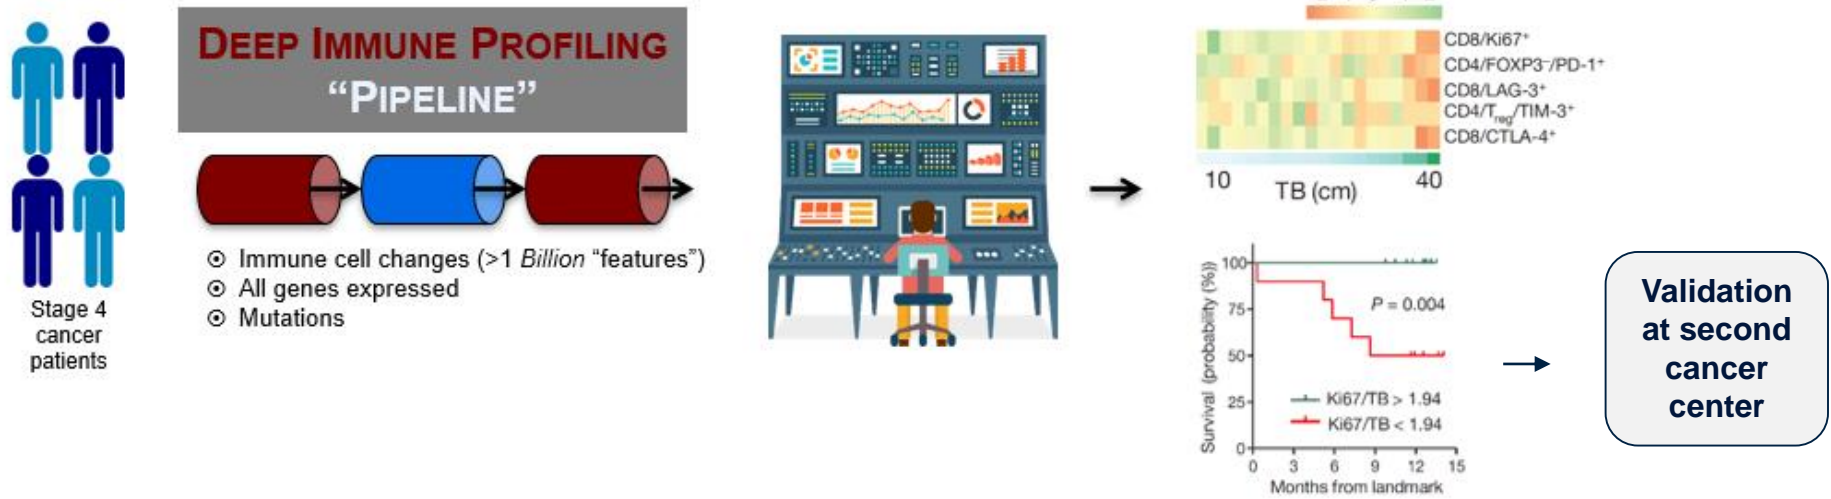 Stage 4
cancer
patients
DEEP IMMUNE PROFILING
“PIPELINE”
Immune cell changes (>1 Billion “features”)
All genes expressed
Mutations
CD8/Ki67⁺
CD4/FOXP3⁻/PD-1⁺
CD8/LAG-3⁺
CD4/Treg/TIM-3⁺
CD8/CTLA-4⁺
10 40
TB (cm)
Survival (probability (%))
100
75
50
25
0
P = 0.004
Ki67/TB > 1.94
Ki67/TB < 1.94
0 3 6 9 12 15
Months from landmark
Validation
at second
cancer
center